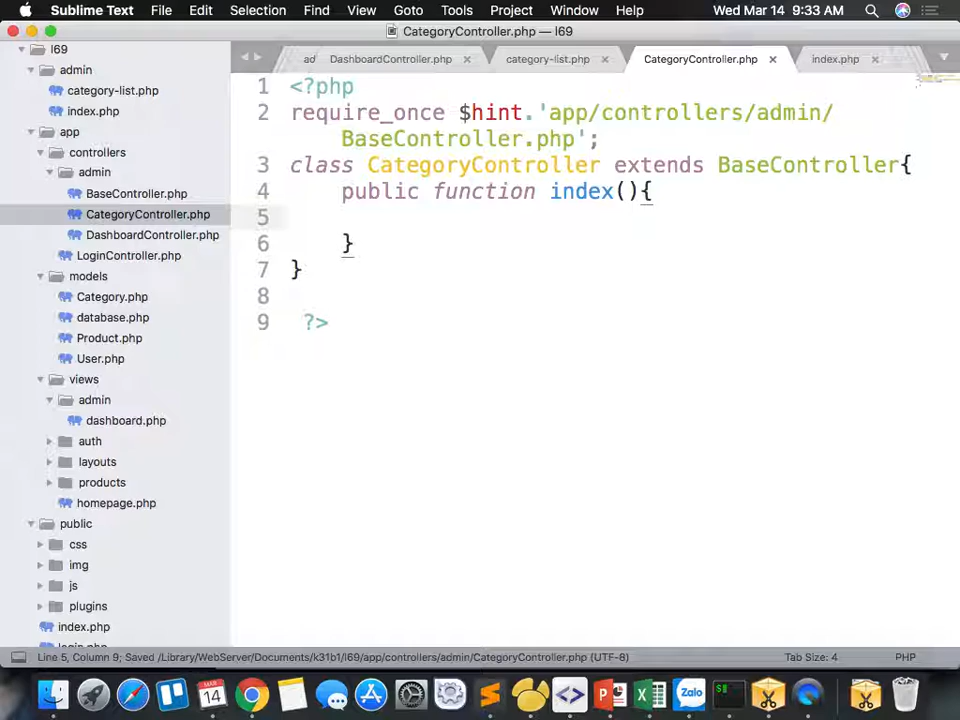 Sublime Text File Edit Selection Find View Goto Tools Project Window Help Wed Mar 14 9:33 AM
CategoryController.php — l69
l69
admin
category-list.php
index.php
app
controllers
admin
BaseController.php
CategoryController.php
DashboardController.php
LoginController.php
models
Category.php
database.php
Product.php
User.php
views
admin
dashboard.php
auth
layouts
products
homepage.php
public
css
img
js
plugins
index.php
login.php
ad DashboardController.php × category-list.php × CategoryController.php × index.php ×
1 <?php
2 require_once $hint.'app/controllers/admin/
BaseController.php';
3 class CategoryController extends BaseController{
4 public function index(){
5
6 }
7 }
8
9 ?>
Line 5, Column 9; Saved /Library/WebServer/Documents/k31b1/l69/app/controllers/admin/CategoryController.php (UTF-8) Tab Size: 4 PHP
MAR
14
Zalo
$